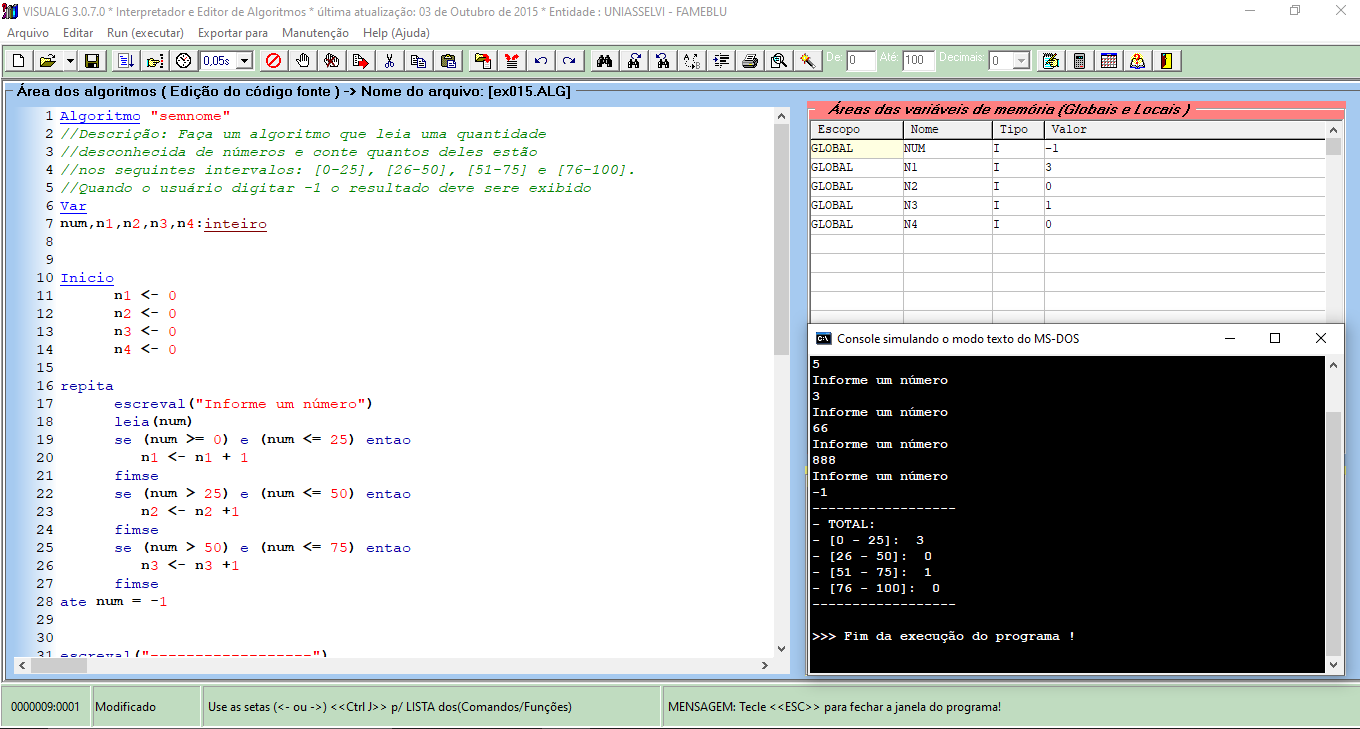 VISUALG 3.0.7.0 * Interpretador e Editor de Algoritmos * última atualização: 03 de Outubro de 2015 * Entidade : UNIASSELVI - FAMEBLU
Arquivo Editar Run (executar) Exportar para Manutenção Help (Ajuda)
0,05s De: 0 Até: 100 Decimais: 0
Área dos algoritmos ( Edição do código fonte ) -> Nome do arquivo: [ex015.ALG]
1 Algoritmo "semnome"
2 //Descrição: Faça um algoritmo que leia uma quantidade
3 //desconhecida de números e conte quantos deles estão
4 //nos seguintes intervalos: [0-25], [26-50], [51-75] e [76-100].
5 //Quando o usuário digitar -1 o resultado deve sere exibido
6 Var
7 num,n1,n2,n3,n4:inteiro
8
9
10 Inicio
11 n1 <- 0
12 n2 <- 0
13 n3 <- 0
14 n4 <- 0
15
16 repita
17 escreval("Informe um número")
18 leia(num)
19 se (num >= 0) e (num <= 25) entao
20 n1 <- n1 + 1
21 fimse
22 se (num > 25) e (num <= 50) entao
23 n2 <- n2 +1
24 fimse
25 se (num > 50) e (num <= 75) entao
26 n3 <- n3 +1
27 fimse
28 ate num = -1
29
30
31 escreval("------------------")
Áreas das variáveis de memória (Globais e Locais )
Escopo Nome Tipo Valor
GLOBAL NUM I -1
GLOBAL N1 I 3
GLOBAL N2 I 0
GLOBAL N3 I 1
GLOBAL N4 I 0
Console simulando o modo texto do MS-DOS
5
Informe um número
3
Informe um número
66
Informe um número
888
Informe um número
-1
------------------
- TOTAL:
- [0 - 25]: 3
- [26 - 50]: 0
- [51 - 75]: 1
- [76 - 100]: 0
------------------
>>> Fim da execução do programa !
0000009:0001 Modificado Use as setas (<- ou ->) <<Ctrl J>> p/ LISTA dos(Comandos/Funções) MENSAGEM: Tecle <<ESC>> para fechar a janela do programa!